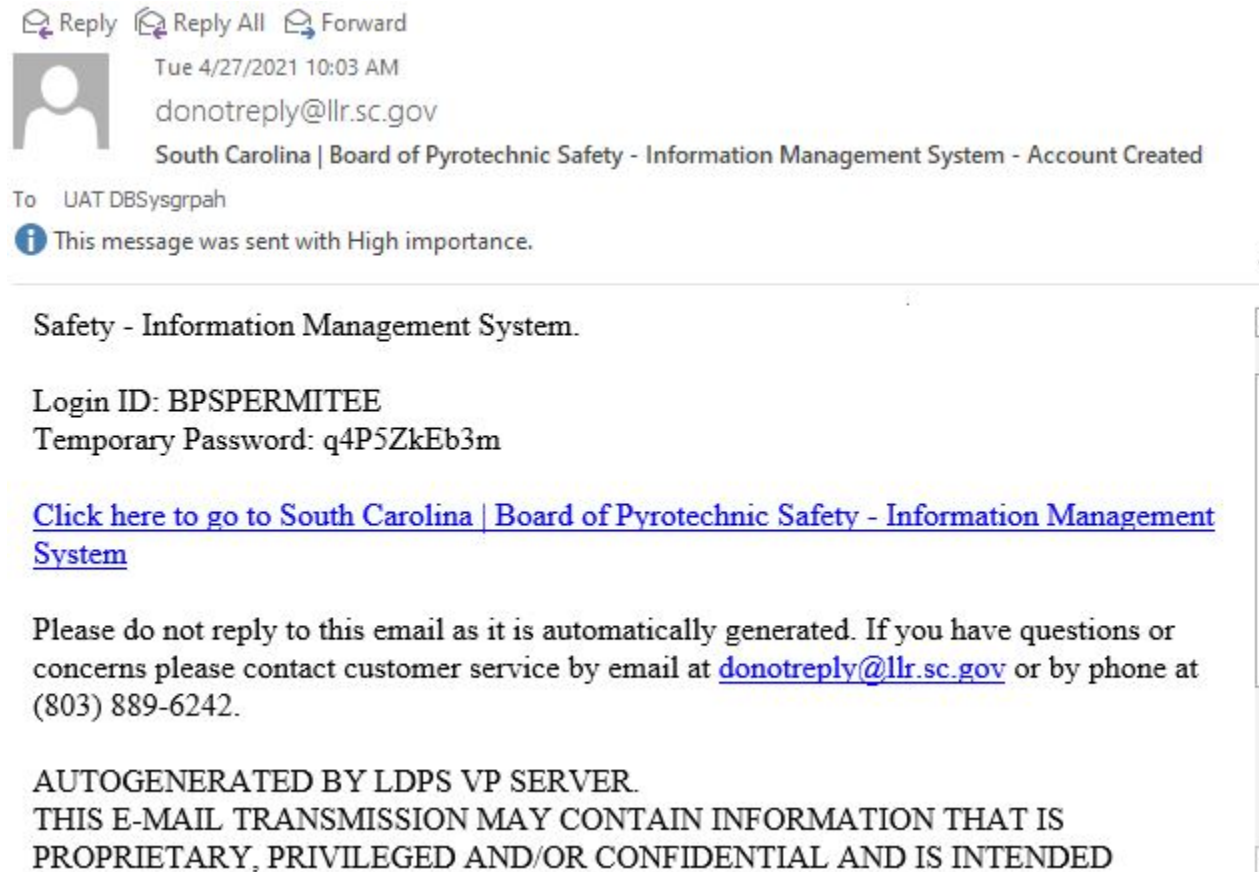 Reply Reply All Forward
Tue 4/27/2021 10:03 AM
donotreply@llr.sc.gov
South Carolina | Board of Pyrotechnic Safety - Information Management System - Account Created
To UAT DBSysgrpah
This message was sent with High importance.
Safety - Information Management System.
Login ID: BPSPERMITEE
Temporary Password: q4P5ZkEb3m
Click here to go to South Carolina | Board of Pyrotechnic Safety - Information Management
System
Please do not reply to this email as it is automatically generated. If you have questions or
concerns please contact customer service by email at donotreply@llr.sc.gov or by phone at
(803) 889-6242.
AUTOGENERATED BY LDPS VP SERVER.
THIS E-MAIL TRANSMISSION MAY CONTAIN INFORMATION THAT IS
PROPRIETARY, PRIVILEGED AND/OR CONFIDENTIAL AND IS INTENDED